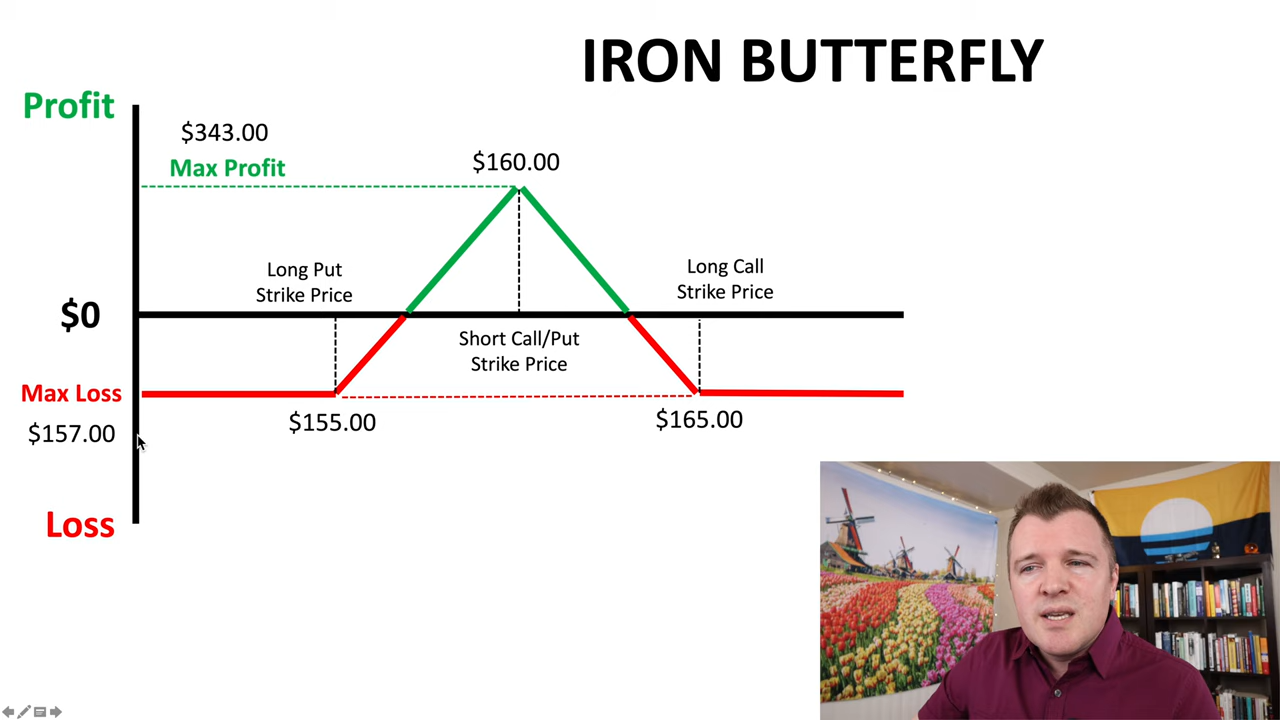 IRON BUTTERFLY
Profit
$343.00
Max Profit
$160.00
Long Put
Strike Price
Long Call
Strike Price
$0
Short Call/Put
Strike Price
Max Loss
$155.00
$165.00
$157.00
Loss